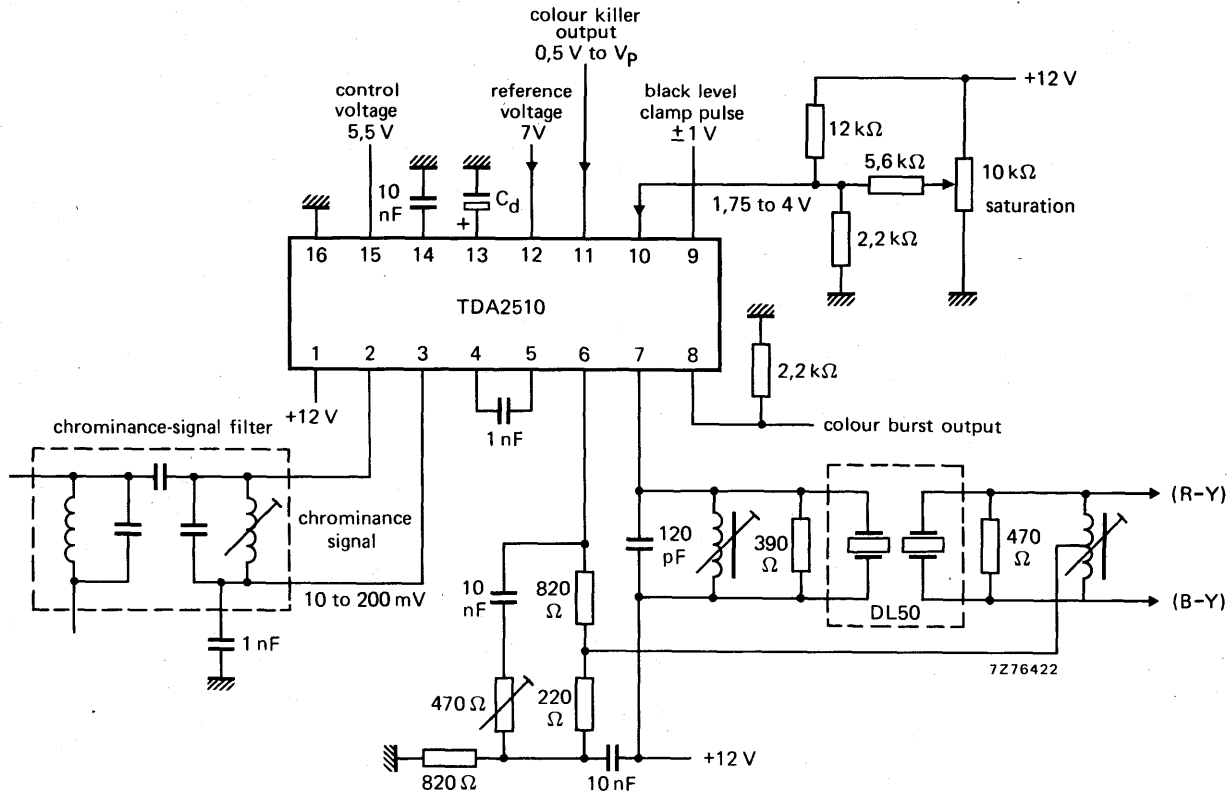 colour killer
output
0,5 V to VP
control
voltage
5,5 V
reference
voltage
7V
black level
clamp pulse
± 1 V
+12 V
12 kΩ
5,6 kΩ
10 kΩ
saturation
10
nF
Cd
+
1,75 to 4 V
2,2 kΩ
16 15 14 13 12 11 10 9
TDA2510
1 2 3 4 5 6 7 8
2,2 kΩ
+12 V
1 nF
colour burst output
chrominance-signal filter
chrominance
signal
10 to 200 mV
1 nF
10
nF
820
Ω
120
pF
390
Ω
DL50
470
Ω
(R–Y)
(B–Y)
7Z76422
470 Ω
220
Ω
820 Ω
10 nF
+12 V